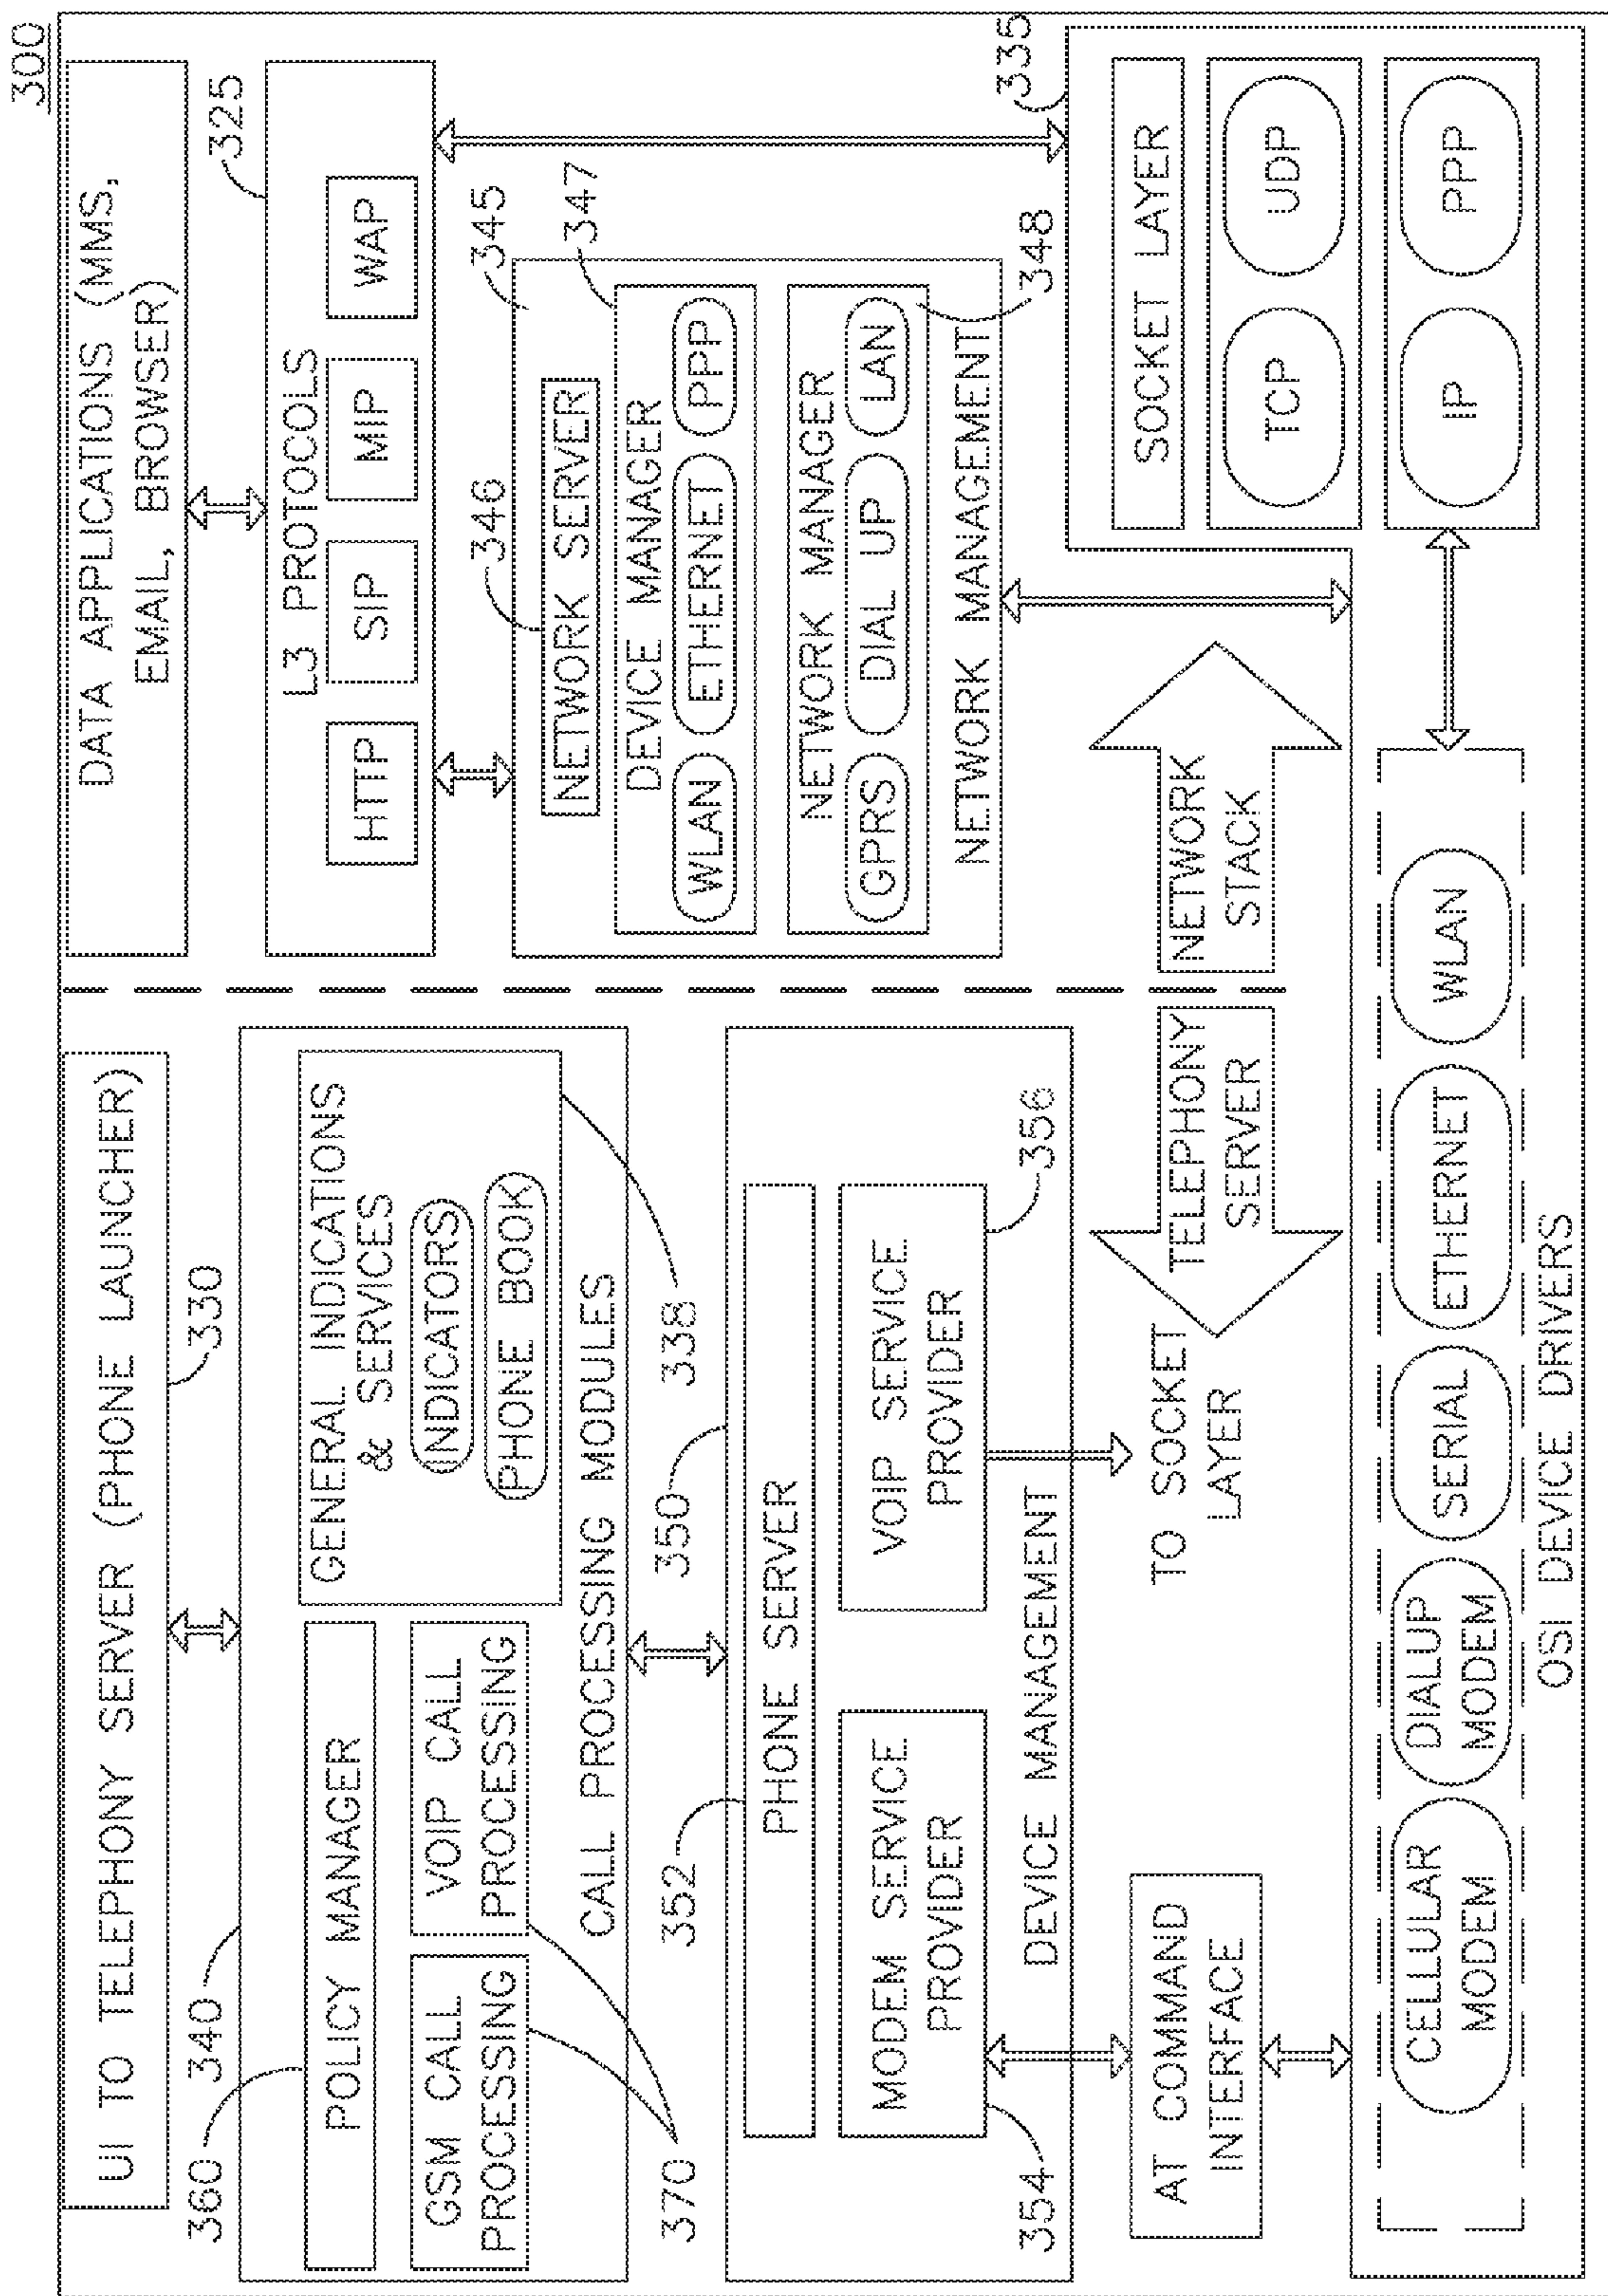 300
UI TO TELEPHONY SERVER (PHONE LAUNCHER)
330
340
360
POLICY MANAGER
GSM CALL
PROCESSING
VOIP CALL
PROCESSING
370
GENERAL INDICATIONS
& SERVICES
INDICATORS
PHONE BOOK
338
CALL PROCESSING MODULES
350
352
PHONE SERVER
MODEM SERVICE
PROVIDER
354
VOIP SERVICE
PROVIDER
356
DEVICE MANAGEMENT
AT COMMAND
INTERFACE
TO SOCKET
LAYER
TELEPHONY
SERVER
NETWORK
STACK
DATA APPLICATIONS (MMS,
EMAIL, BROWSER)
325
L3 PROTOCOLS
HTTP
SIP
MIP
WAP
345
346
347
NETWORK SERVER
DEVICE MANAGER
WLAN
ETHERNET
PPP
NETWORK MANAGER
GPRS
DIAL UP
LAN
348
NETWORK MANAGEMENT
335
SOCKET LAYER
TCP
UDP
IP
PPP
CELLULAR
MODEM
DIALUP
MODEM
SERIAL
ETHERNET
WLAN
OSI DEVICE DRIVERS